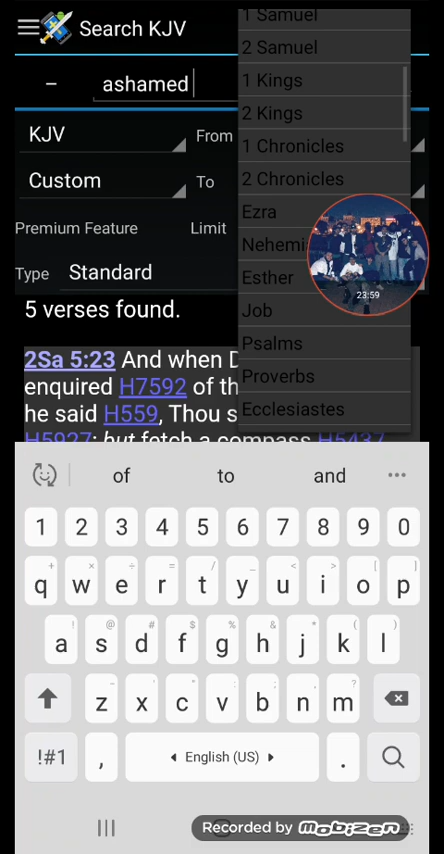 Search KJV
1 Samuel
2 Samuel
– ashamed
1 Kings
2 Kings
KJV
From
1 Chronicles
Custom
To
2 Chronicles
Premium Feature
Limit
Ezra
Nehemi
Type
Standard
Esther
23:59
5 verses found.
Job
Psalms
2Sa 5:23 And when D
Proverbs
enquired H7592 of th
he said H559, Thou s
Ecclesiastes
H5927: but fetch a compass H5437
of to and
1 2 3 4 5 6 7 8 9 0
q w e r t y u i o p
a s d f g h j k l
z x c v b n m
!#1 , English (US) .
Recorded by mobizen